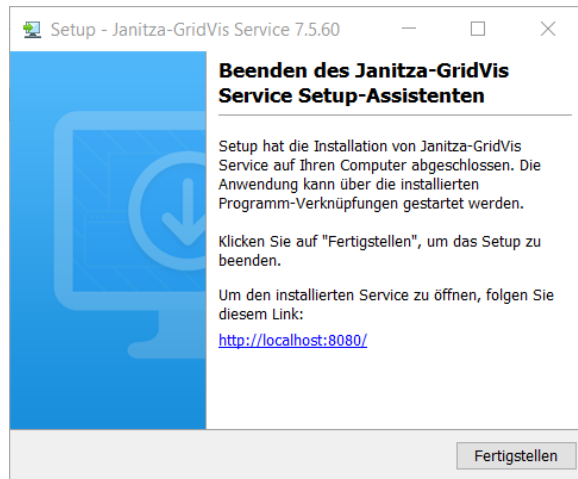 Setup - Janitza-GridVis Service 7.5.60
Beenden des Janitza-GridVis
Service Setup-Assistenten
Setup hat die Installation von Janitza-GridVis
Service auf Ihren Computer abgeschlossen. Die
Anwendung kann über die installierten
Programm-Verknüpfungen gestartet werden.
Klicken Sie auf "Fertigstellen", um das Setup zu
beenden.
Um den installierten Service zu öffnen, folgen Sie
diesem Link:
http://localhost:8080/
Fertigstellen